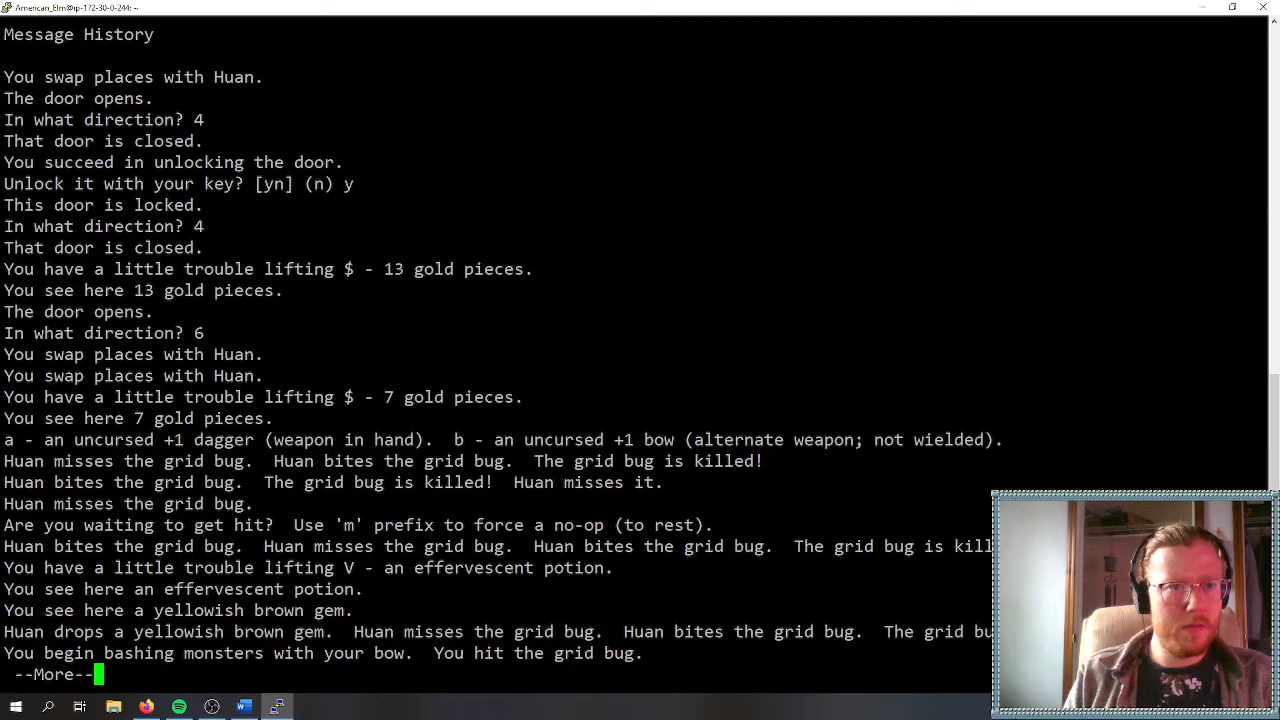 American_Elm@ip-172-30-0-244: ~
Message History
You swap places with Huan.
The door opens.
In what direction? 4
That door is closed.
You succeed in unlocking the door.
Unlock it with your key? [yn] (n) y
This door is locked.
In what direction? 4
That door is closed.
You have a little trouble lifting $ - 13 gold pieces.
You see here 13 gold pieces.
The door opens.
In what direction? 6
You swap places with Huan.
You swap places with Huan.
You have a little trouble lifting $ - 7 gold pieces.
You see here 7 gold pieces.
a - an uncursed +1 dagger (weapon in hand).  b - an uncursed +1 bow (alternate weapon; not wielded).
Huan misses the grid bug.  Huan bites the grid bug.  The grid bug is killed!
Huan bites the grid bug.  The grid bug is killed!  Huan misses it.
Huan misses the grid bug.
Are you waiting to get hit?  Use 'm' prefix to force a no-op (to rest).
Huan bites the grid bug.  Huan misses the grid bug.  Huan bites the grid bug.  The grid bug is kill
You have a little trouble lifting V - an effervescent potion.
You see here an effervescent potion.
You see here a yellowish brown gem.
Huan drops a yellowish brown gem.  Huan misses the grid bug.  Huan bites the grid bug.  The grid bu
You begin bashing monsters with your bow.  You hit the grid bug.
--More--